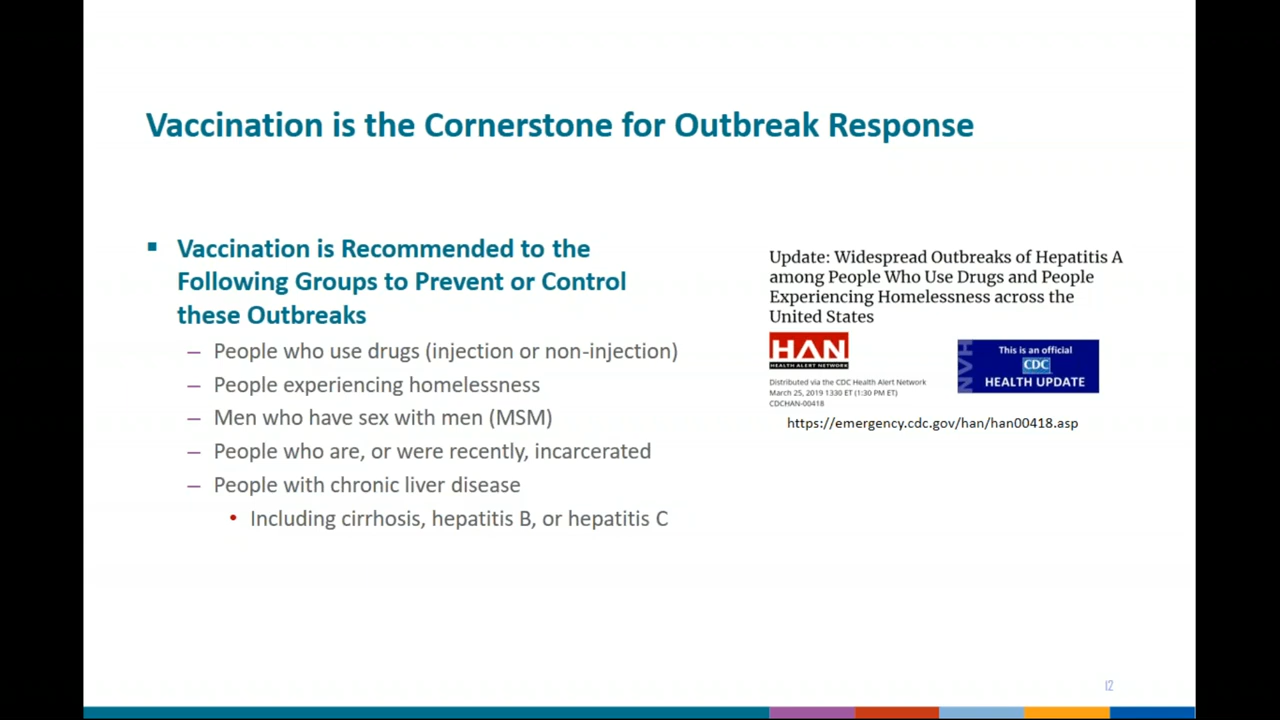 Vaccination is the Cornerstone for Outbreak Response
▪ Vaccination is Recommended to the
Following Groups to Prevent or Control
these Outbreaks
– People who use drugs (injection or non-injection)
– People experiencing homelessness
– Men who have sex with men (MSM)
– People who are, or were recently, incarcerated
– People with chronic liver disease
• Including cirrhosis, hepatitis B, or hepatitis C
Update: Widespread Outbreaks of Hepatitis A
among People Who Use Drugs and People
Experiencing Homelessness across the
United States
HAN
HEALTH ALERT NETWORK
Distributed via the CDC Health Alert Network
March 25, 2019 1330 ET (1:30 PM ET)
CDCHAN-00418
HAN
This is an official
CDC
HEALTH UPDATE
https://emergency.cdc.gov/han/han00418.asp
12